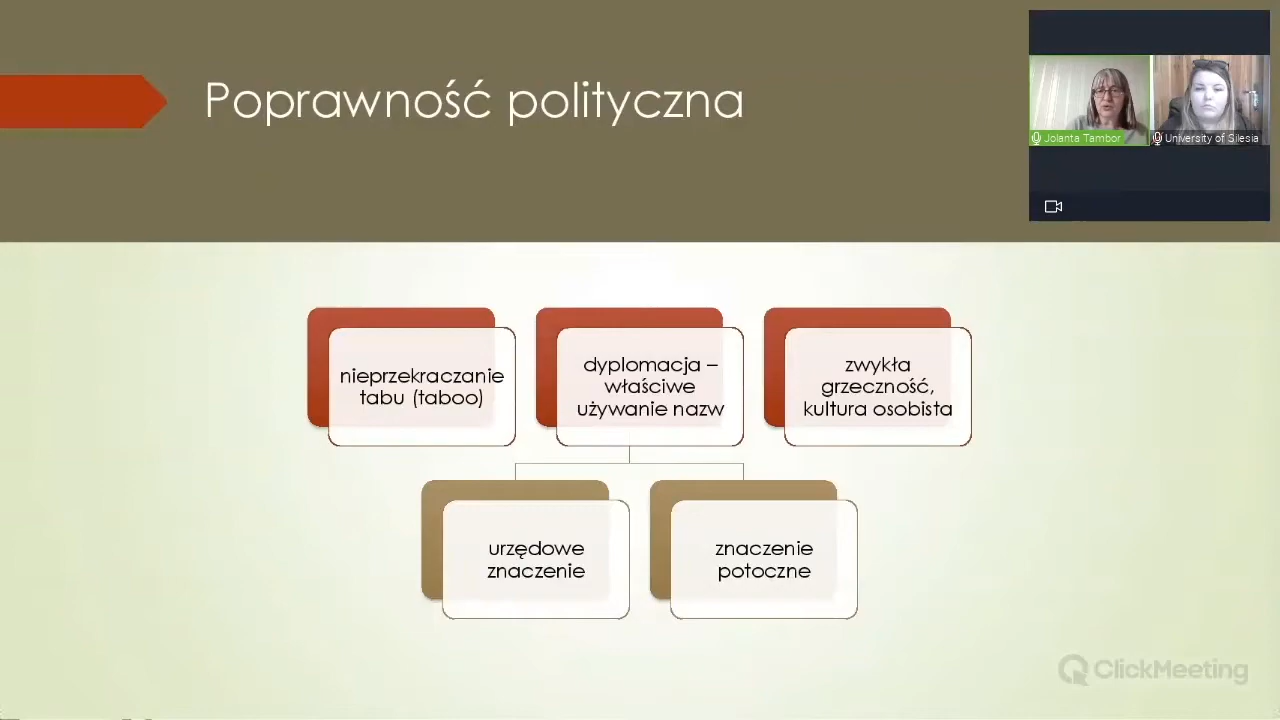 Poprawność polityczna
Jolanta Tambor
University of Silesia
nieprzekraczanie
tabu (taboo)
dyplomacja –
właściwe
używanie nazw
zwykła
grzeczność,
kultura osobista
urzędowe
znaczenie
znaczenie
potoczne
ClickMeeting